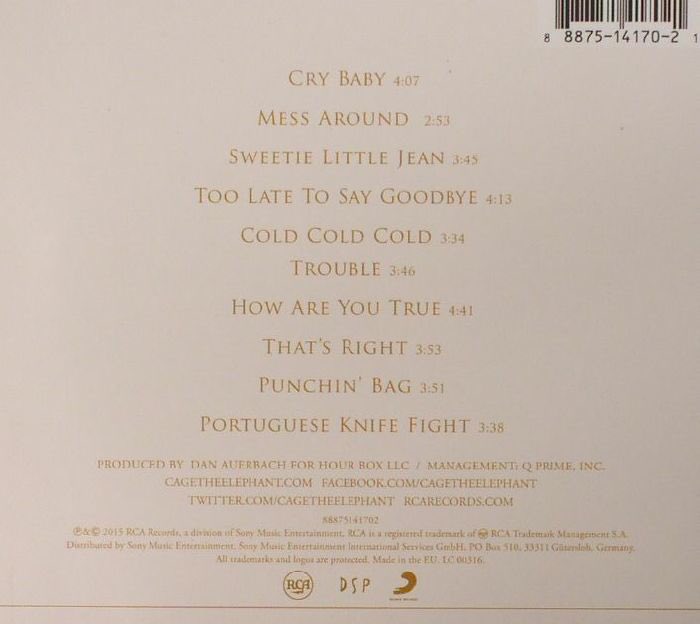 8 8875-14170-2 1
CRY BABY 4:07
MESS AROUND 2:53
SWEETIE LITTLE JEAN 3:45
TOO LATE TO SAY GOODBYE 4:13
COLD COLD COLD 3:34
TROUBLE 3:46
HOW ARE YOU TRUE 4:41
THAT'S RIGHT 3:53
PUNCHIN' BAG 3:51
PORTUGUESE KNIFE FIGHT 3:38
PRODUCED BY DAN AUERBACH FOR HOUR BOX LLC / MANAGEMENT: Q PRIME, INC.
CAGETHEELEPHANT.COM FACEBOOK.COM/CAGETHEELEPHANT
TWITTER.COM/CAGETHEELEPHANT RCARECORDS.COM
88875141702
℗&© 2015 RCA Records, a division of Sony Music Entertainment. RCA is a registered trademark of RCA Trademark Management S.A.
Distributed by Sony Music Entertainment. Sony Music Entertainment International Services GmbH, PO Box 510, 33311 Gütersloh, Germany.
All trademarks and logos are protected. Made in the EU. LC 00316.
RCA DSP